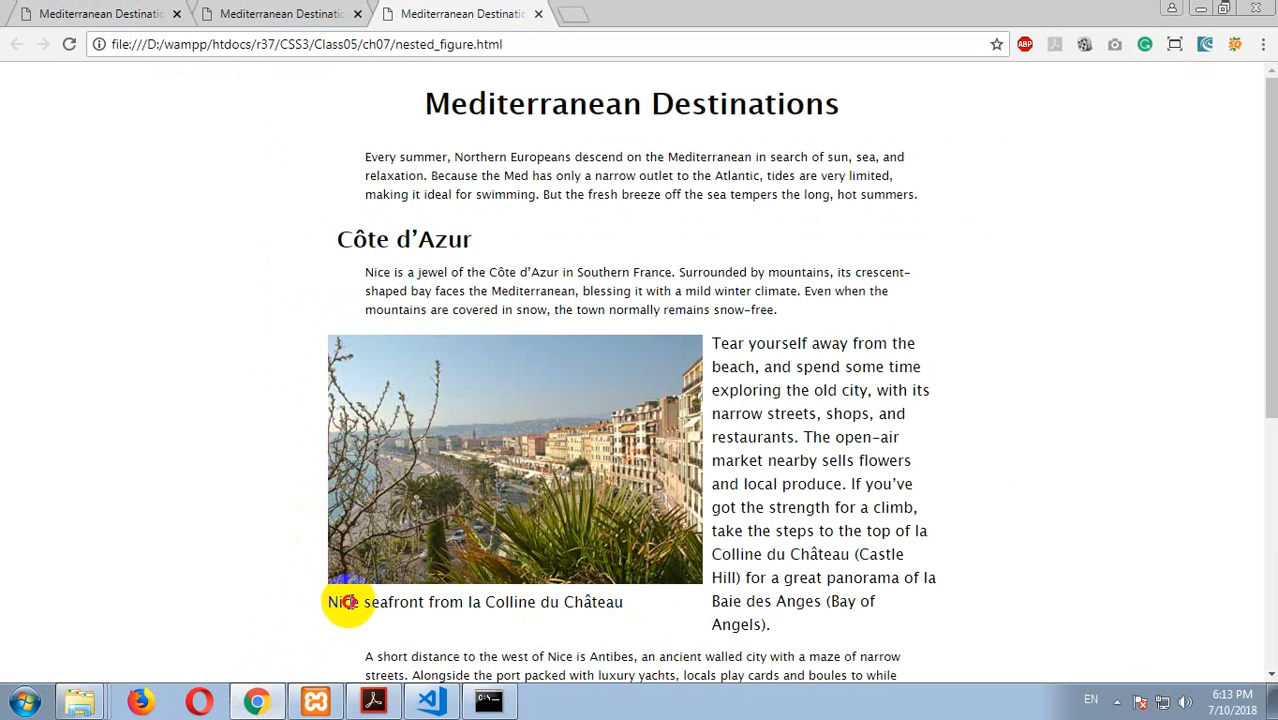 Mediterranean Destinatio
Mediterranean Destinatio
Mediterranean Destinatio
file:///D:/wampp/htdocs/r37/CSS3/Class05/ch07/nested_figure.html
ABP
Mediterranean Destinations
Every summer, Northern Europeans descend on the Mediterranean in search of sun, sea, and
relaxation. Because the Med has only a narrow outlet to the Atlantic, tides are very limited,
making it ideal for swimming. But the fresh breeze off the sea tempers the long, hot summers.
Côte d’Azur
Nice is a jewel of the Côte d’Azur in Southern France. Surrounded by mountains, its crescent-
shaped bay faces the Mediterranean, blessing it with a mild winter climate. Even when the
mountains are covered in snow, the town normally remains snow-free.
Tear yourself away from the
beach, and spend some time
exploring the old city, with its
narrow streets, shops, and
restaurants. The open-air
market nearby sells flowers
and local produce. If you’ve
got the strength for a climb,
take the steps to the top of la
Colline du Château (Castle
Hill) for a great panorama of la
Baie des Anges (Bay of
Angels).
Nice seafront from la Colline du Château
A short distance to the west of Nice is Antibes, an ancient walled city with a maze of narrow
streets. Alongside the port packed with luxury yachts, locals play cards and boules to while
EN
6:13 PM
7/10/2018